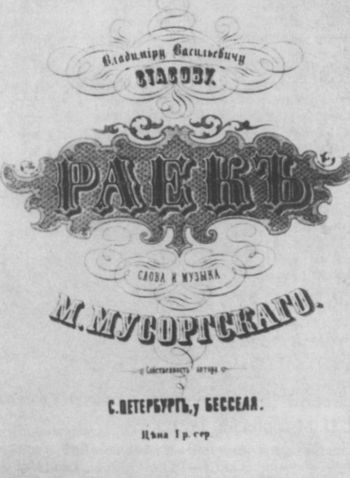 Владиміру Васильевичу
СТАСОВУ.
РАЕКЪ
СЛОВА И МУЗЫКА
М. МУСОРГСКАГО.
Собственность автора
С. ПЕТЕРБУРГЪ, у БЕССЕЛЯ.
Цѣна 1 р. сер.